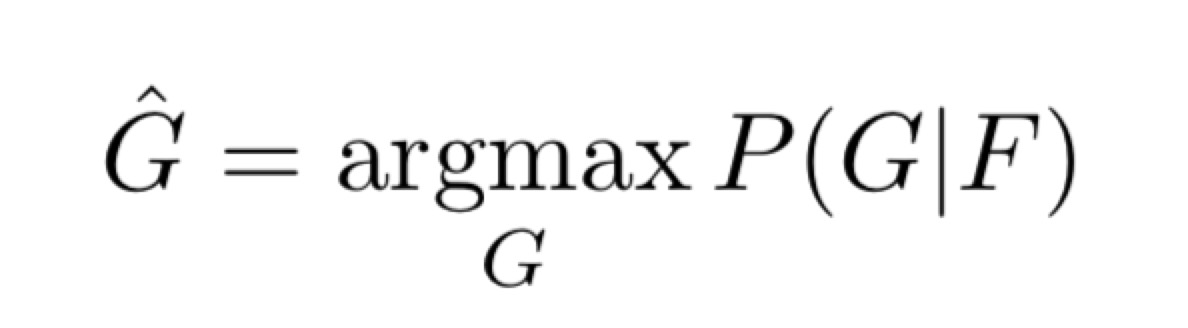 Ĝ = argmax P(G|F)
G